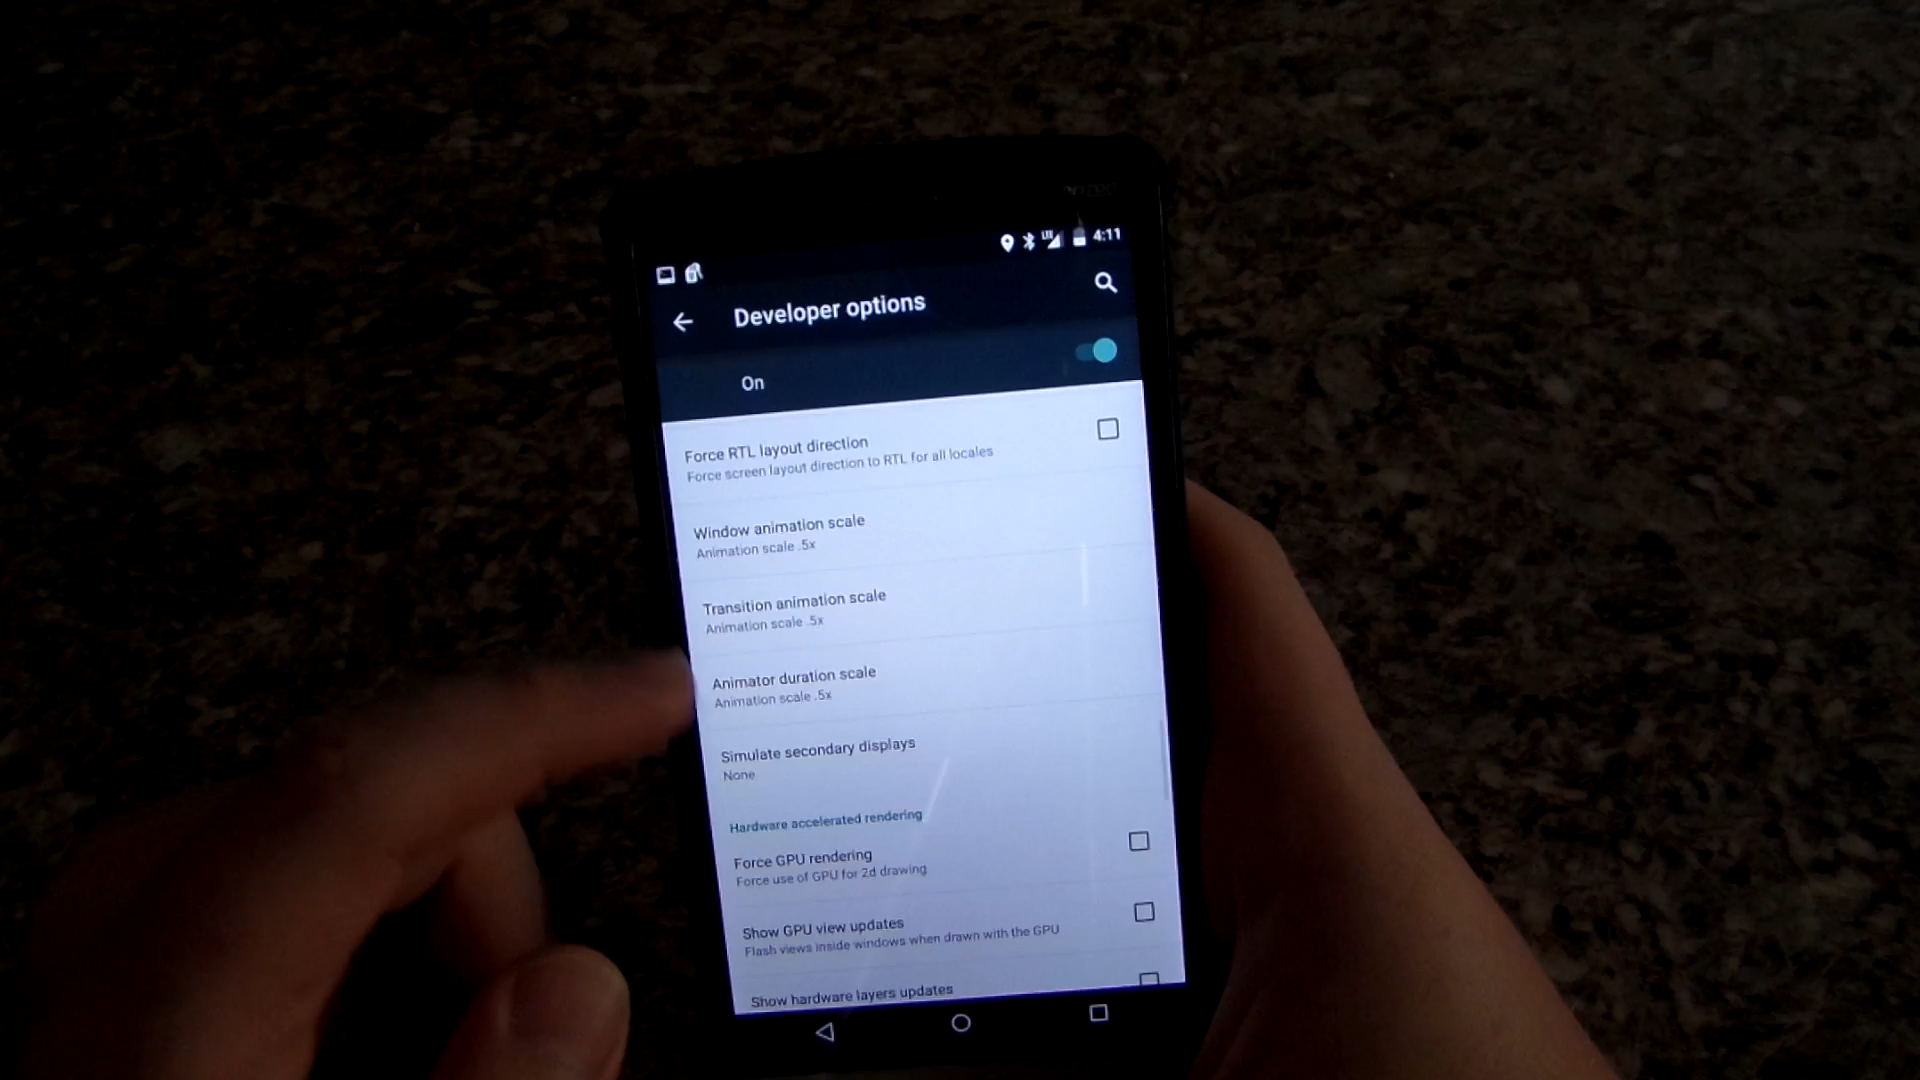 LTE 4:11
Developer options
On
Force RTL layout direction
Force screen layout direction to RTL for all locales
Window animation scale
Animation scale .5x
Transition animation scale
Animation scale .5x
Animator duration scale
Animation scale .5x
Simulate secondary displays
None
Hardware accelerated rendering
Force GPU rendering
Force use of GPU for 2d drawing
Show GPU view updates
Flash views inside windows when drawn with the GPU
Show hardware layers updates